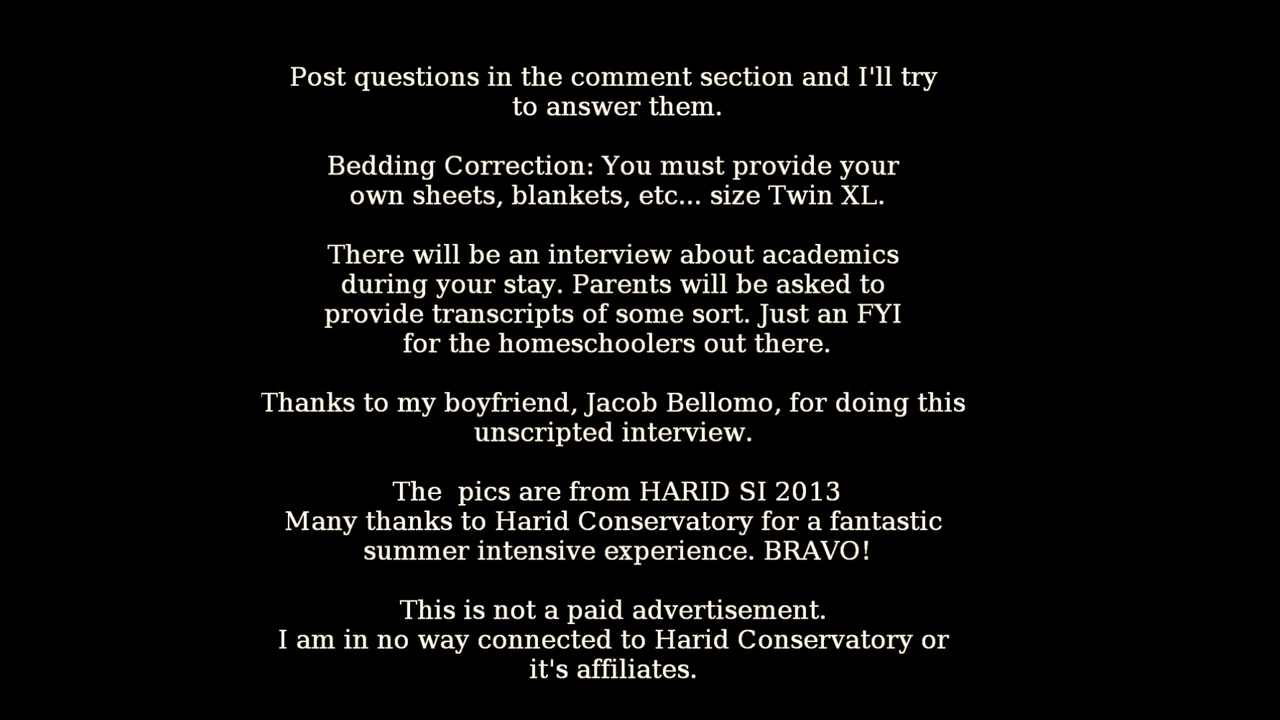 Post questions in the comment section and I'll try
to answer them.
Bedding Correction: You must provide your
own sheets, blankets, etc... size Twin XL.
There will be an interview about academics
during your stay. Parents will be asked to
provide transcripts of some sort. Just an FYI
for the homeschoolers out there.
Thanks to my boyfriend, Jacob Bellomo, for doing this
unscripted interview.
The  pics are from HARID SI 2013
Many thanks to Harid Conservatory for a fantastic
summer intensive experience. BRAVO!
This is not a paid advertisement.
I am in no way connected to Harid Conservatory or
it's affiliates.